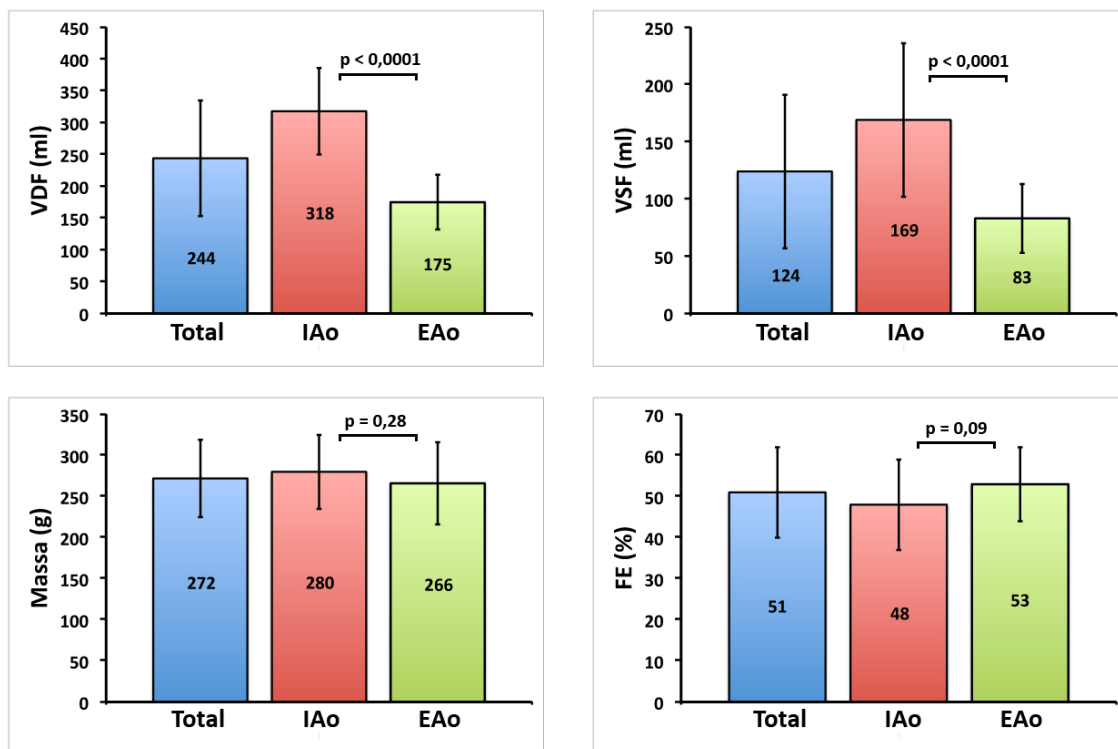 VDF (ml)
450
400
350
300
250
200
150
100
50
0
p < 0,0001
244
318
175
Total
IAo
EAo
VSF (ml)
250
200
150
100
50
0
p < 0,0001
124
169
83
Total
IAo
EAo
Massa (g)
350
300
250
200
150
100
50
0
p = 0,28
272
280
266
Total
IAo
EAo
FE (%)
70
60
50
40
30
20
10
0
p = 0,09
51
48
53
Total
IAo
EAo